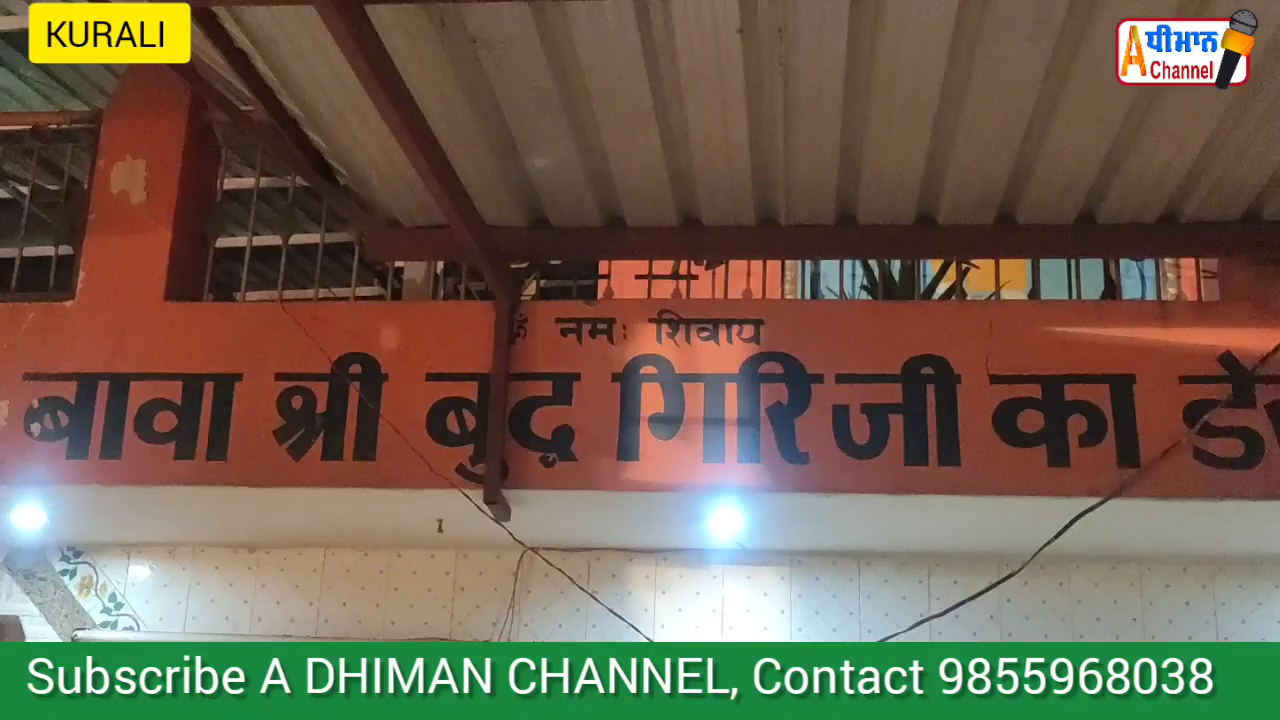 KURALI
A ਧੀਮਾਨ
Channel
ॐ नमः शिवाय
बावा श्री बुद्ध गिरि जी का
Subscribe A DHIMAN CHANNEL, Contact 9855968038